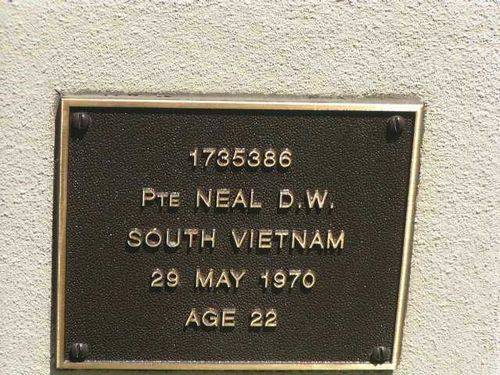 1735386
PTE NEAL D.W.
SOUTH VIETNAM
29 MAY 1970
AGE 22